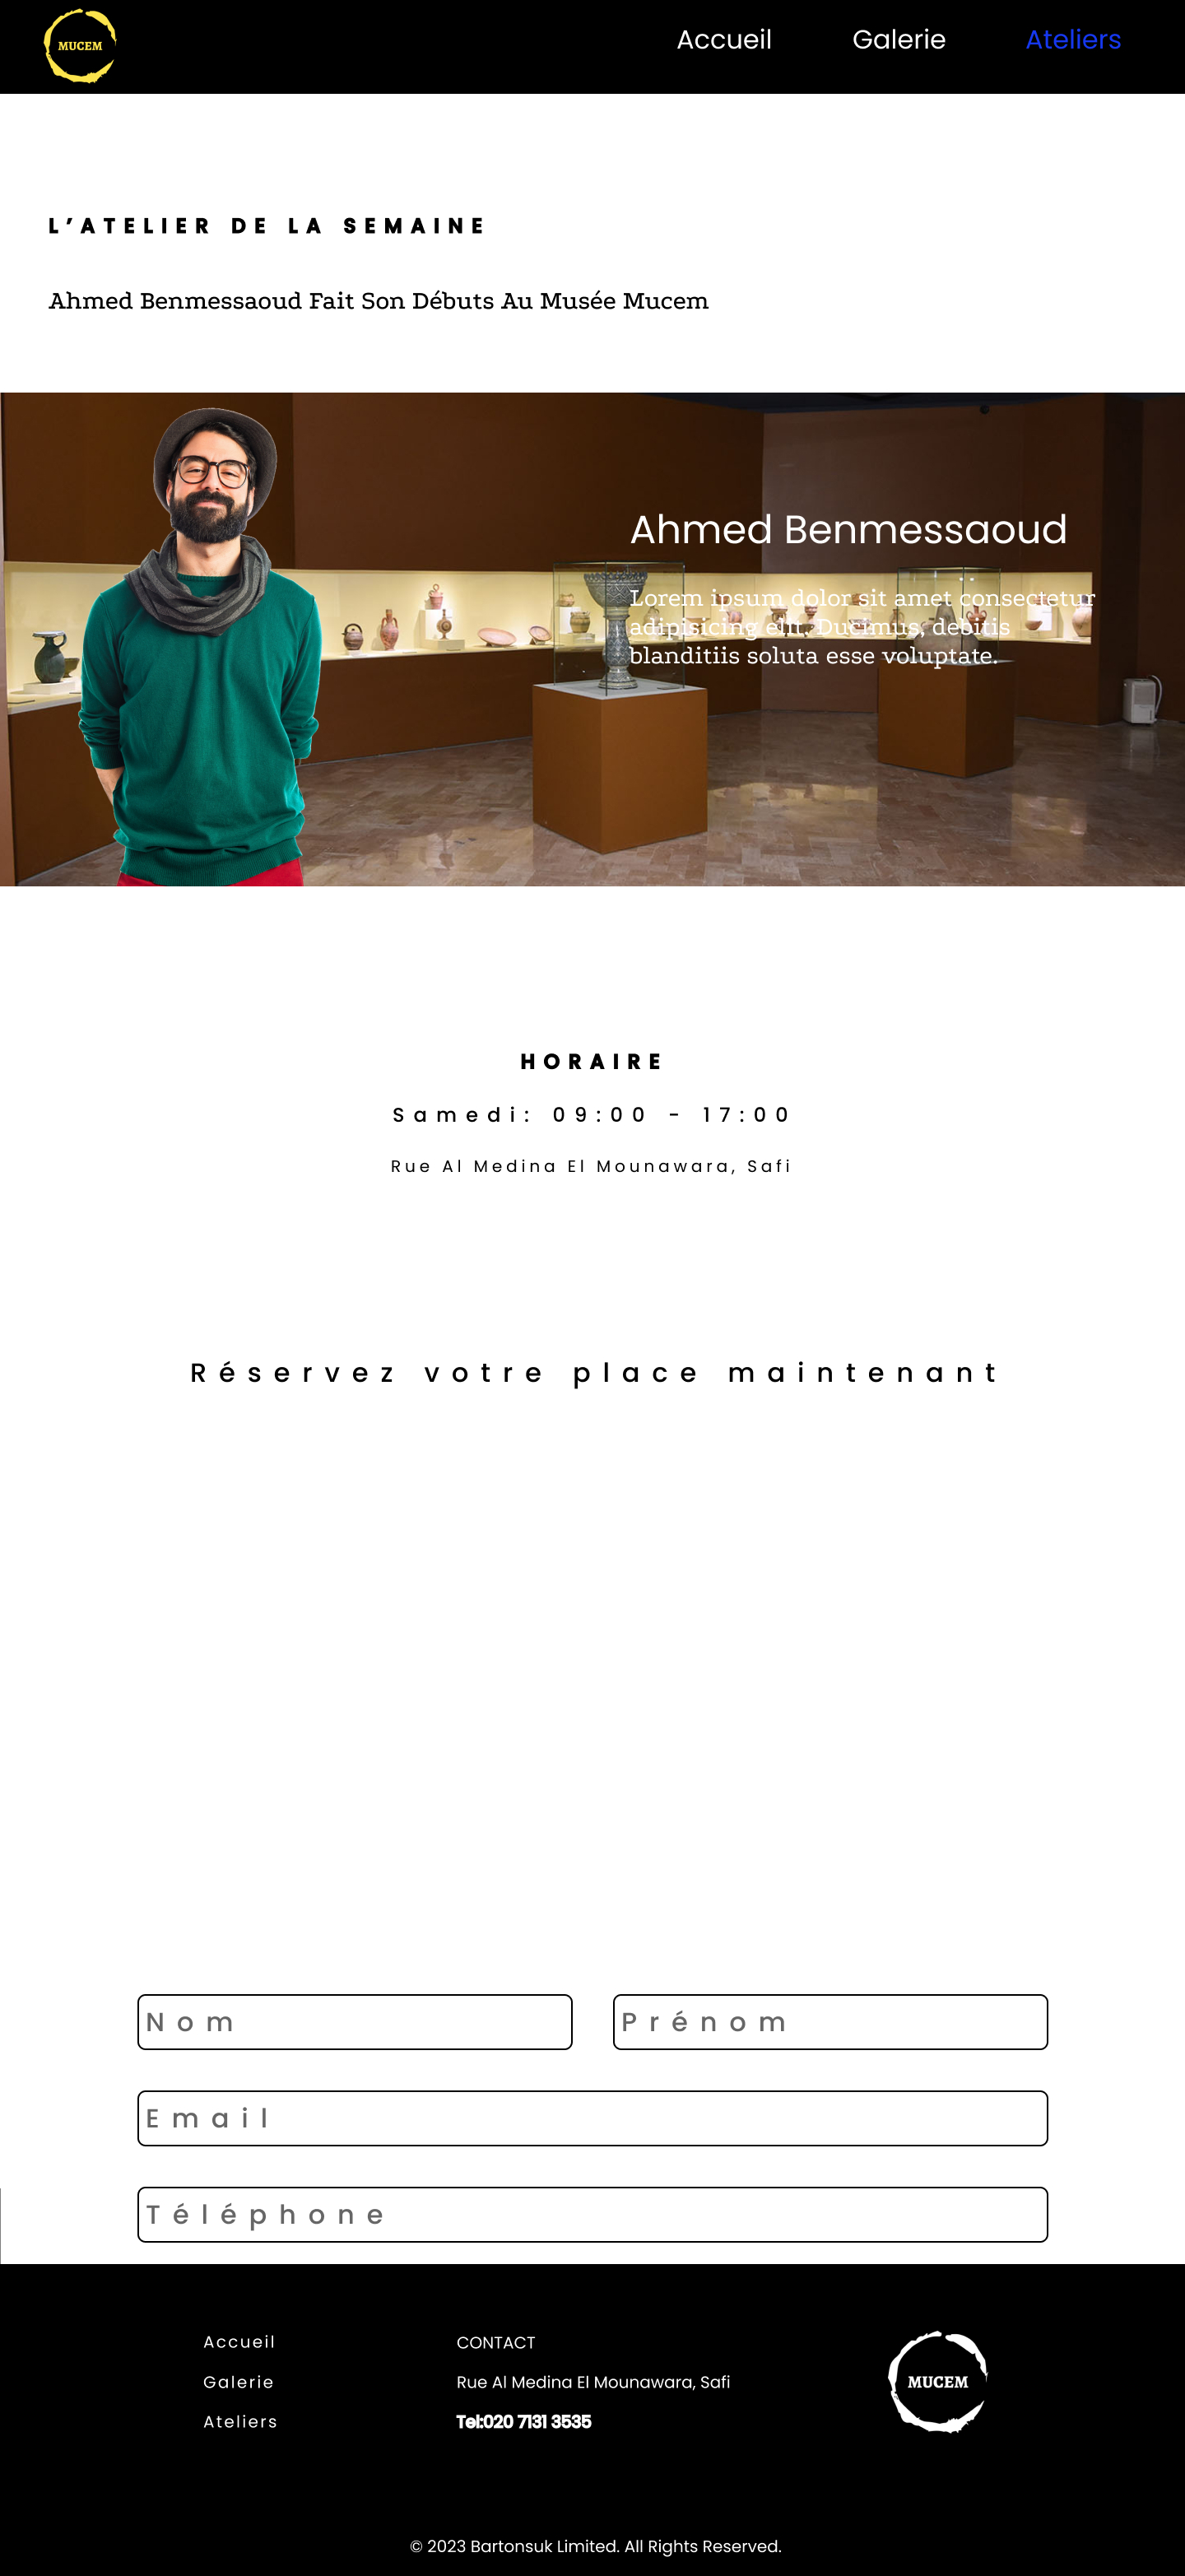 MUCEM
Accueil Galerie Ateliers
L’ATELIER DE LA SEMAINE
Ahmed Benmessaoud Fait Son Débuts Au Musée Mucem
Ahmed Benmessaoud
Lorem ipsum dolor sit amet consectetur
adipisicing elit. Ducimus, debitis
blanditiis soluta esse voluptate.
HORAIRE
Samedi: 09:00 - 17:00
Rue Al Medina El Mounawara, Safi
Réservez votre place maintenant
Nom
Prénom
Email
Téléphone
Accueil
Galerie
Ateliers
CONTACT
Rue Al Medina El Mounawara, Safi
Tel:020 7131 3535
MUCEM
© 2023 Bartonsuk Limited. All Rights Reserved.